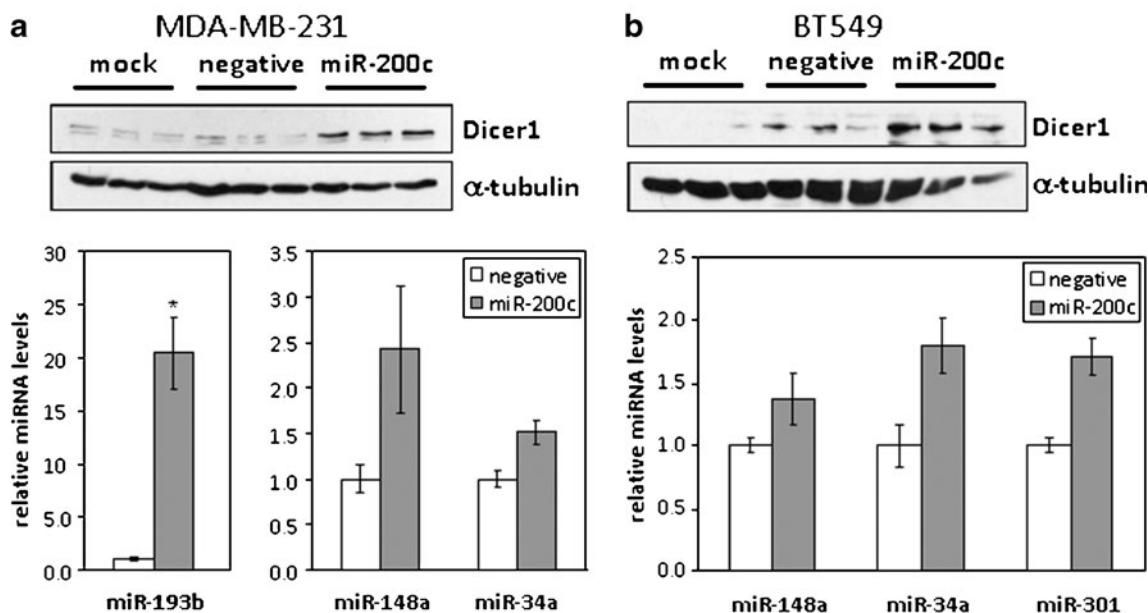 a MDA-MB-231
mock negative miR-200c
Dicer1
α-tubulin
relative miRNA levels
30
25
20
15
10
5.0
0.0
*
miR-193b
3.5
3.0
2.5
2.0
1.5
1.0
0.5
0.0
negative
miR-200c
miR-148a miR-34a
b BT549
mock negative miR-200c
Dicer1
α-tubulin
relative miRNA levels
2.5
2.0
1.5
1.0
0.5
0.0
negative
miR-200c
miR-148a miR-34a miR-301